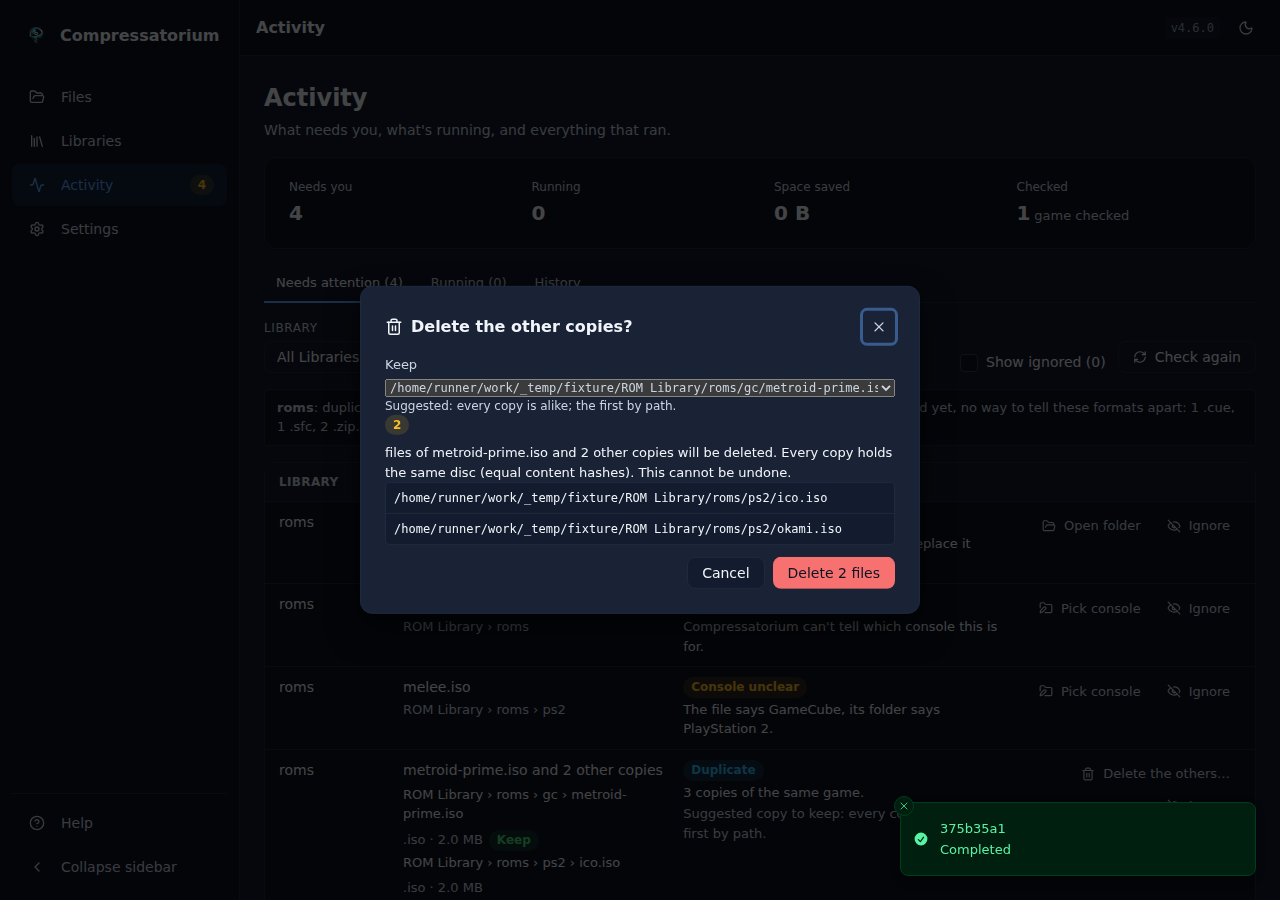 Compressatorium
Activity
v4.6.0
Files
Libraries
Activity
4
Settings
Help
Collapse sidebar
Activity
What needs you, what's running, and everything that ran.
Needs you
4
Running
0
Space saved
0 B
Checked
1 game checked
Needs attention (4)
Running (0)
History
LIBRARY
All Libraries
Show ignored (0)
Check again
roms: duplic
d yet, no way to tell these formats apart: 1 .cue,
1 .sfc, 2 .zip.
LIBRARY
roms
eplace it
Open folder
Ignore
roms
ROM Library › roms
Compressatorium can't tell which console this is
for.
Pick console
Ignore
roms
melee.iso
ROM Library › roms › ps2
Console unclear
The file says GameCube, its folder says
PlayStation 2.
Pick console
Ignore
roms
metroid-prime.iso and 2 other copies
ROM Library › roms › gc › metroid-
prime.iso
.iso · 2.0 MB Keep
ROM Library › roms › ps2 › ico.iso
.iso · 2.0 MB
Duplicate
3 copies of the same game.
Suggested copy to keep: every c
first by path.
Delete the others…
Delete the other copies?
Keep
/home/runner/work/_temp/fixture/ROM Library/roms/gc/metroid-prime.is
Suggested: every copy is alike; the first by path.
2
files of metroid-prime.iso and 2 other copies will be deleted. Every copy holds
the same disc (equal content hashes). This cannot be undone.
/home/runner/work/_temp/fixture/ROM Library/roms/ps2/ico.iso
/home/runner/work/_temp/fixture/ROM Library/roms/ps2/okami.iso
Cancel
Delete 2 files
375b35a1
Completed